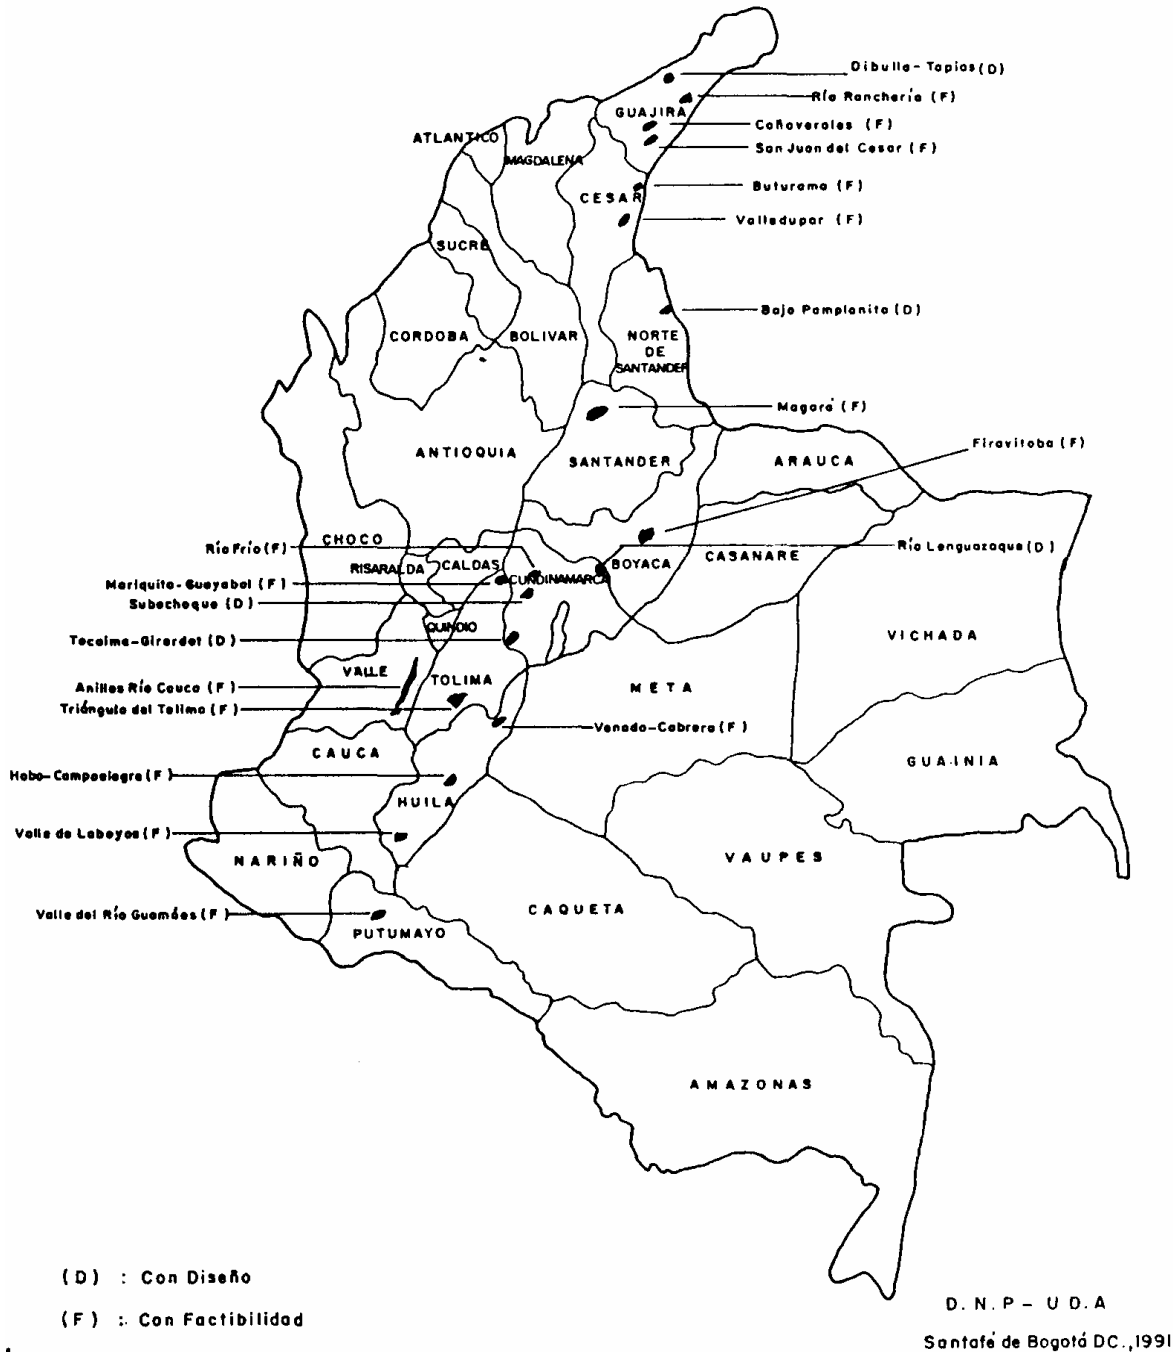 Dibulla-Tapias (D)
Río Ranchería (F)
GUAJIRA
Cañaverales (F)
ATLANTICO
San Juan del Cesar (F)
MAGDALENA
Buturama (F)
CESAR
Valledupar (F)
SUCRE
Bajo Pamplonita (D)
CORDOBA
BOLIVAR
NORTE
DE
SANTANDER
Magará (F)
Firavitoba (F)
ANTIOQUIA
SANTANDER
ARAUCA
CHOCO
Río Frío (F)
Río Lenguazaque (D)
BOYACA
CASANARE
RISARALDA
CALDAS
CUNDINAMARCA
Mariquita-Guayabal (F)
Subachoque (D)
QUINDIO
Tocaima-Girardot (D)
VICHADA
VALLE
TOLIMA
META
Anillos Río Cauca (F)
Triángulo del Tolima (F)
Venado-Cabrera (F)
CAUCA
GUAINIA
Hobo-Campoalegre (F)
HUILA
Valle de Laboyos (F)
NARIÑO
VAUPES
Valle del Río Guamúes (F)
CAQUETA
PUTUMAYO
AMAZONAS
(D) : Con Diseño
(F) : Con Factibilidad
D.N.P - U D.A
Santafé de Bogotá DC.,1991